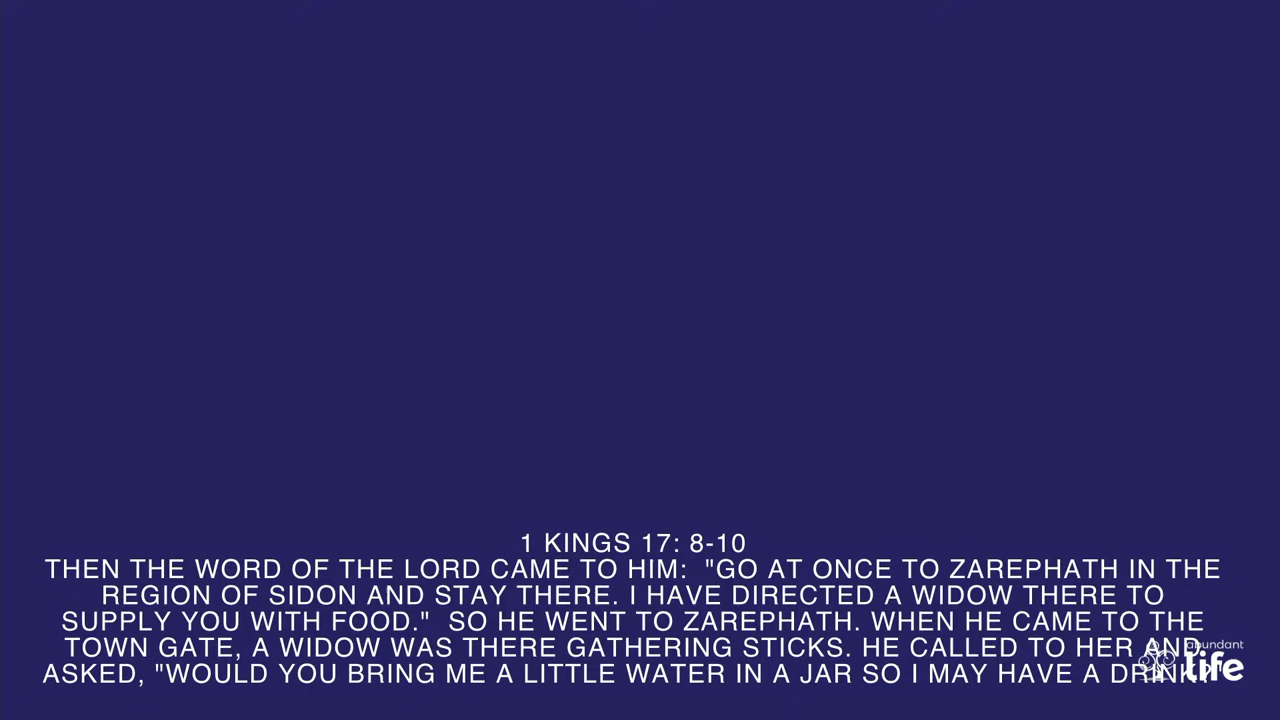 1 KINGS 17: 8-10
THEN THE WORD OF THE LORD CAME TO HIM:  "GO AT ONCE TO ZAREPHATH IN THE
REGION OF SIDON AND STAY THERE. I HAVE DIRECTED A WIDOW THERE TO
SUPPLY YOU WITH FOOD."  SO HE WENT TO ZAREPHATH. WHEN HE CAME TO THE
TOWN GATE, A WIDOW WAS THERE GATHERING STICKS. HE CALLED TO HER AND
ASKED, "WOULD YOU BRING ME A LITTLE WATER IN A JAR SO I MAY HAVE A DRINK?
abundant
life